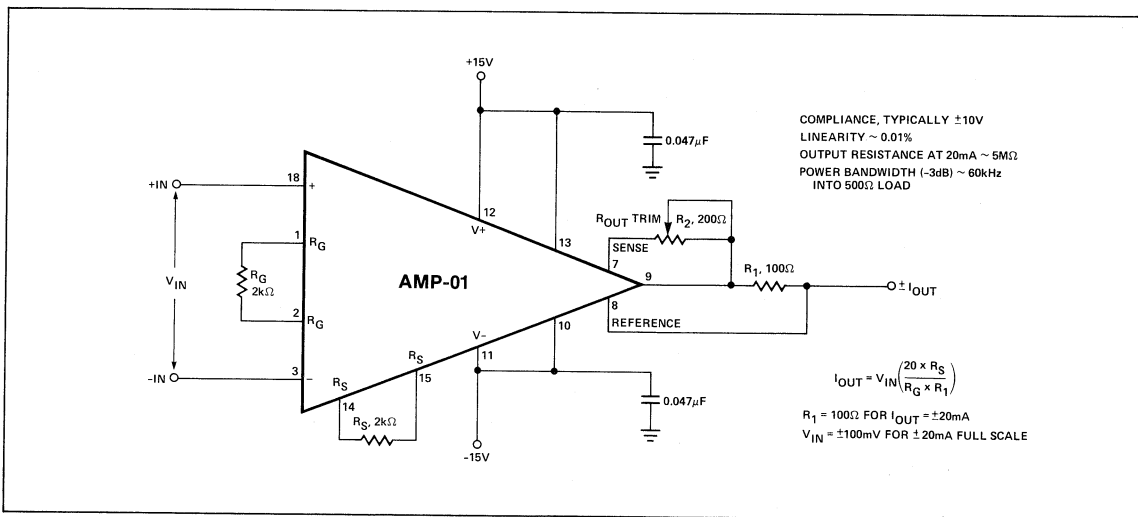 +15V
0.047µF
COMPLIANCE, TYPICALLY ±10V
LINEARITY ~ 0.01%
OUTPUT RESISTANCE AT 20mA ~ 5MΩ
POWER BANDWIDTH (-3dB) ~ 60kHz
INTO 500Ω LOAD
+IN
18
+
12
V+
13
R_OUT TRIM
R2, 200Ω
SENSE
7
1
RG
VIN
RG
2kΩ
AMP-01
9
R1, 100Ω
± IOUT
2
RG
8
REFERENCE
10
V-
11
-IN
3
-
RS
15
RS
14
RS, 2kΩ
0.047µF
-15V
IOUT = VIN (20 x RS / RG x R1)
R1 = 100Ω FOR IOUT = ±20mA
VIN = ±100mV FOR ±20mA FULL SCALE